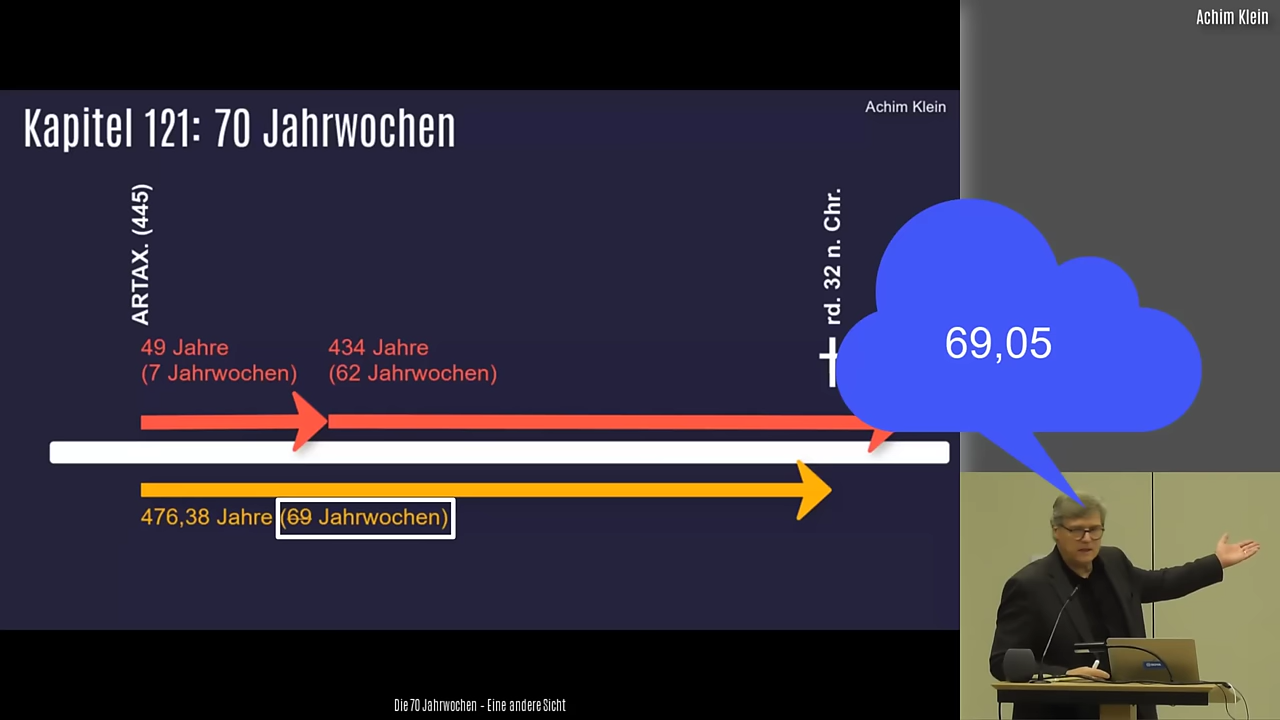 Achim Klein
Kapitel 121: 70 Jahrwochen
Achim Klein
ARTAX. (445)
rd. 32 n. Chr.
49 Jahre
(7 Jahrwochen)
434 Jahre
(62 Jahrwochen)
69,05
476,38 Jahre (69 Jahrwochen)
Die 70 Jahrwochen - Eine andere Sicht